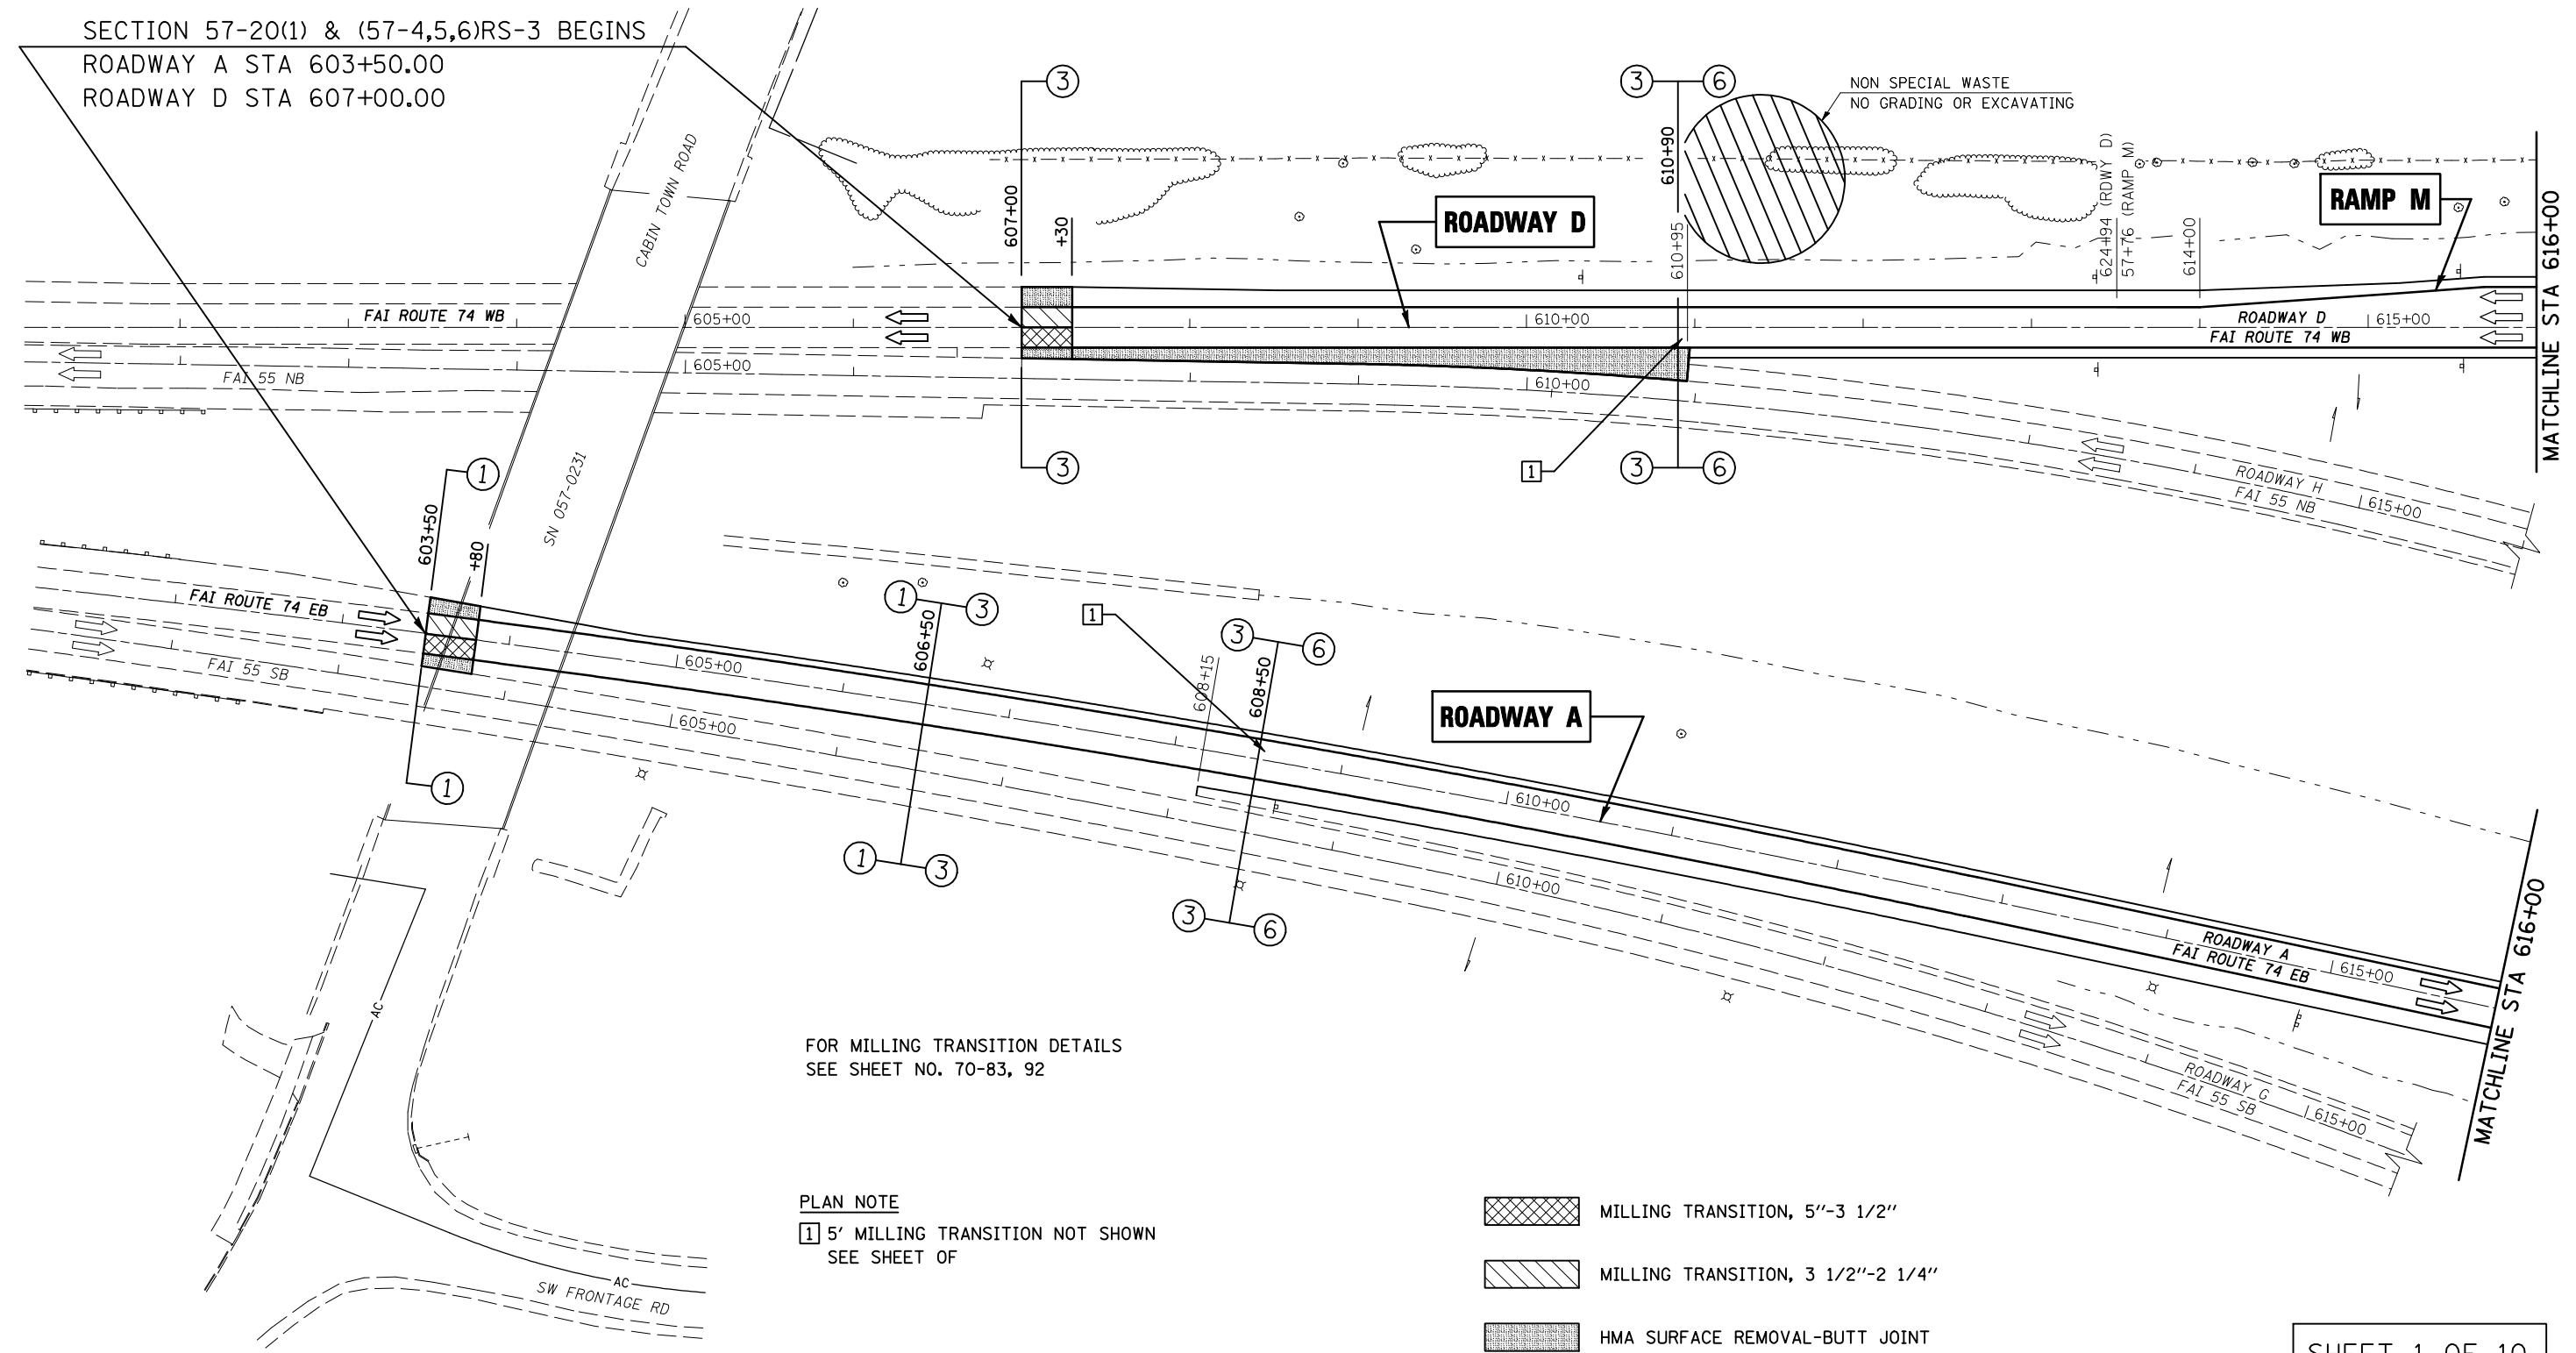 SECTION 57-20(1) & (57-4,5,6)RS-3 BEGINS
ROADWAY A STA 603+50.00
ROADWAY D STA 607+00.00
CABIN TOWN ROAD
SN 057-0231
3
3
6
NON SPECIAL WASTE
NO GRADING OR EXCAVATING
607+00
+30
610+90
610+95
624+94 (RDWY D)
57+76 (RAMP M)
614+00
ROADWAY D
RAMP M
MATCHLINE STA 616+00
FAI ROUTE 74 WB
605+00
610+00
ROADWAY D
615+00
FAI ROUTE 74 WB
FAI 55 NB
605+00
610+00
3
1
3
6
ROADWAY H
FAI 55 NB
615+00
1
603+50
+80
FAI ROUTE 74 EB
FAI 55 SB
605+00
605+00
1
1
3
606+50
1
3
1
3
6
608+15
608+50
3
6
ROADWAY A
610+00
610+00
ROADWAY A
FAI ROUTE 74 EB
615+00
MATCHLINE STA 616+00
ROADWAY G
FAI 55 SB
615+00
AC
AC
SW FRONTAGE RD
FOR MILLING TRANSITION DETAILS
SEE SHEET NO. 70-83, 92
PLAN NOTE
1 5' MILLING TRANSITION NOT SHOWN
SEE SHEET OF
MILLING TRANSITION, 5"-3 1/2"
MILLING TRANSITION, 3 1/2"-2 1/4"
HMA SURFACE REMOVAL-BUTT JOINT
SHEET 1 OF 10